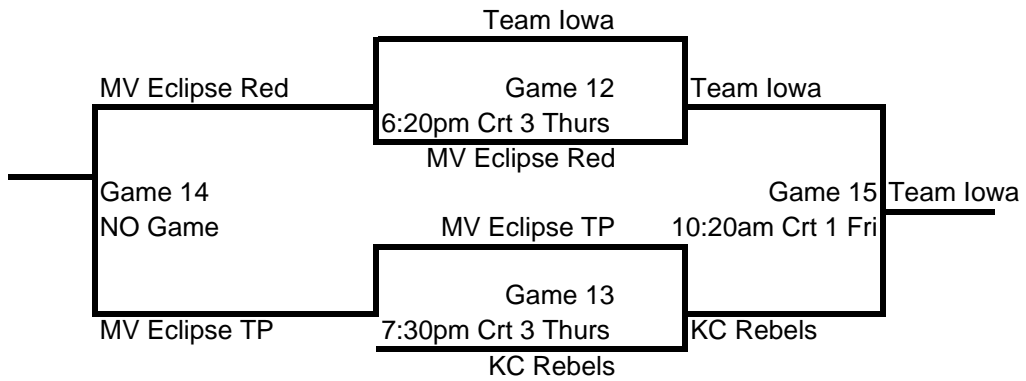 Team Iowa
MV Eclipse Red
Game 12
Team Iowa
6:20pm Crt 3 Thurs
MV Eclipse Red
Game 14
Game 15
Team Iowa
NO Game
MV Eclipse TP
10:20am Crt 1 Fri
Game 13
MV Eclipse TP
7:30pm Crt 3 Thurs
KC Rebels
KC Rebels